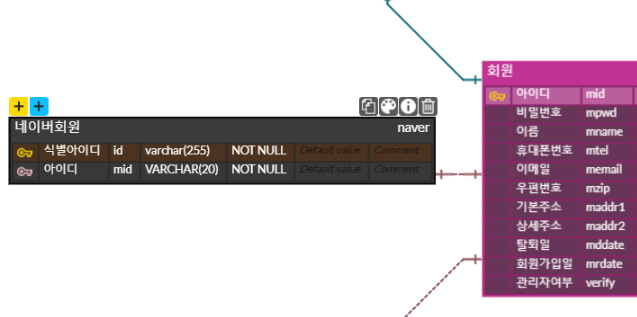 회원
아이디 mid
비밀번호 mpwd
이름 mname
휴대폰번호 mtel
이메일 memail
우편번호 mzip
기본주소 maddr1
상세주소 maddr2
탈퇴일 mddate
회원가입일 mrdate
관리자여부 verify
네이버회원 naver
식별아이디 id varchar(255) NOT NULL Default value Comment
아이디 mid VARCHAR(20) NOT NULL Default value Comment